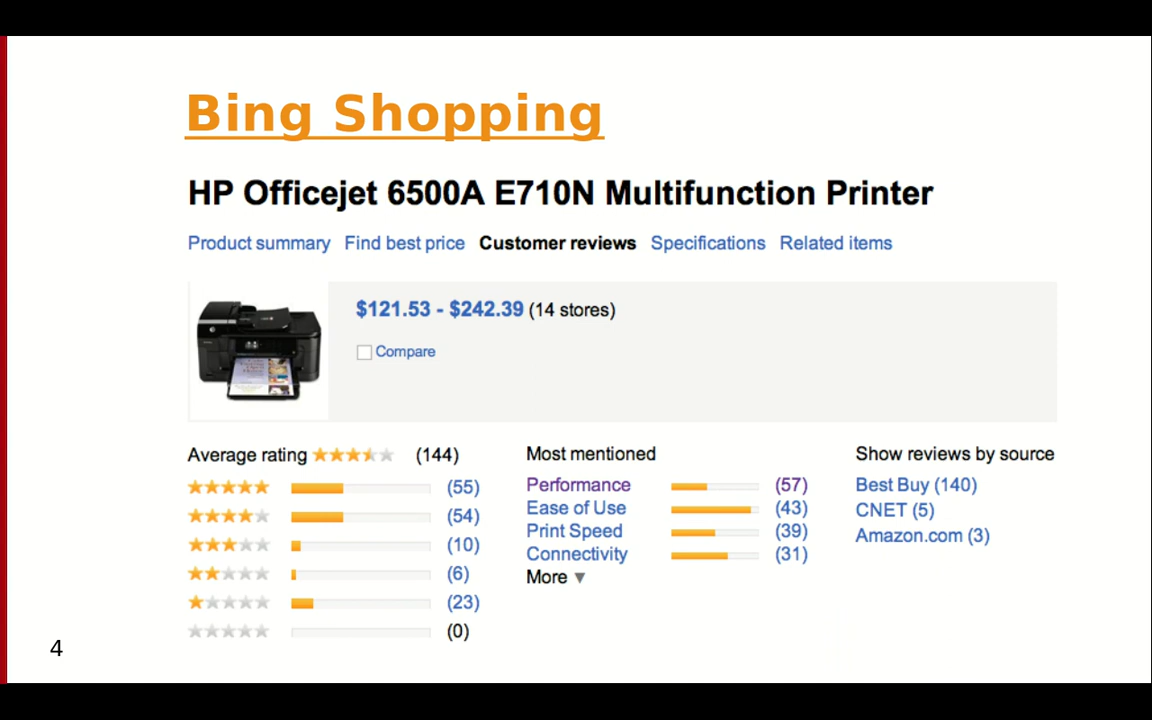 Bing Shopping
HP Officejet 6500A E710N Multifunction Printer
Product summary Find best price Customer reviews Specifications Related items
$121.53 - $242.39 (14 stores)
Compare
Average rating (144)
(55)
(54)
(10)
(6)
(23)
(0)
Most mentioned
Performance (57)
Ease of Use (43)
Print Speed (39)
Connectivity (31)
More ▼
Show reviews by source
Best Buy (140)
CNET (5)
Amazon.com (3)
4